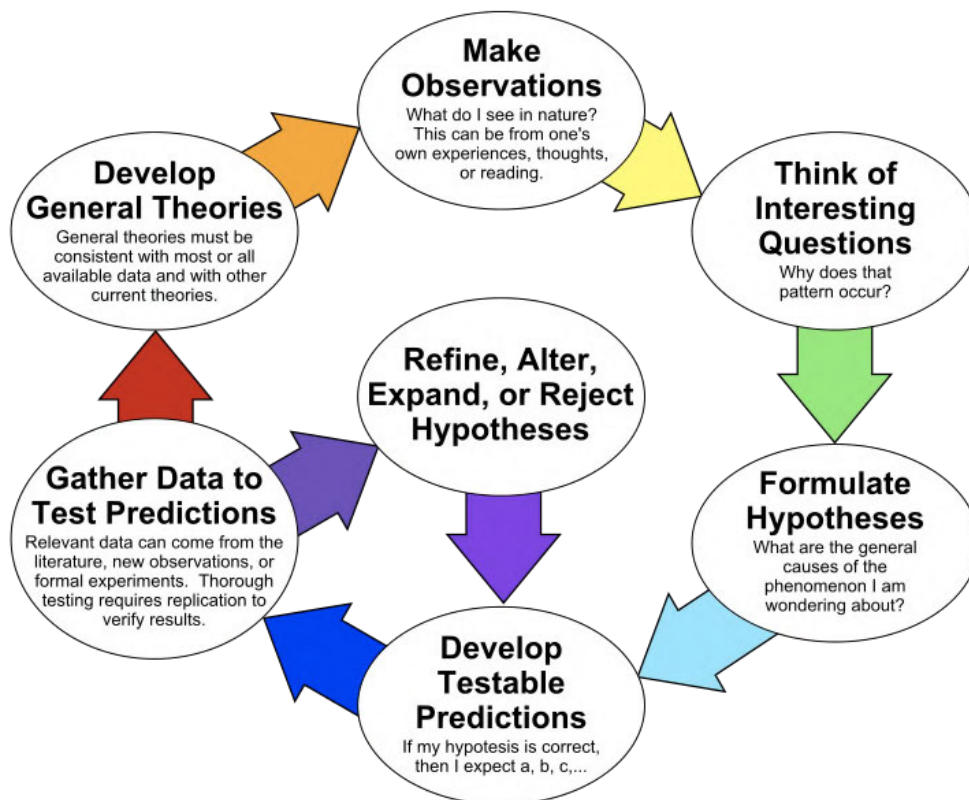 Make
Observations
What do I see in nature?
This can be from one's
own experiences, thoughts,
or reading.
Think of
Interesting
Questions
Why does that
pattern occur?
Formulate
Hypotheses
What are the general
causes of the
phenomenon I am
wondering about?
Develop
Testable
Predictions
If my hypotesis is correct,
then I expect a, b, c,...
Gather Data to
Test Predictions
Relevant data can come from the
literature, new observations, or
formal experiments. Thorough
testing requires replication to
verify results.
Refine, Alter,
Expand, or Reject
Hypotheses
Develop
General Theories
General theories must be
consistent with most or all
available data and with other
current theories.